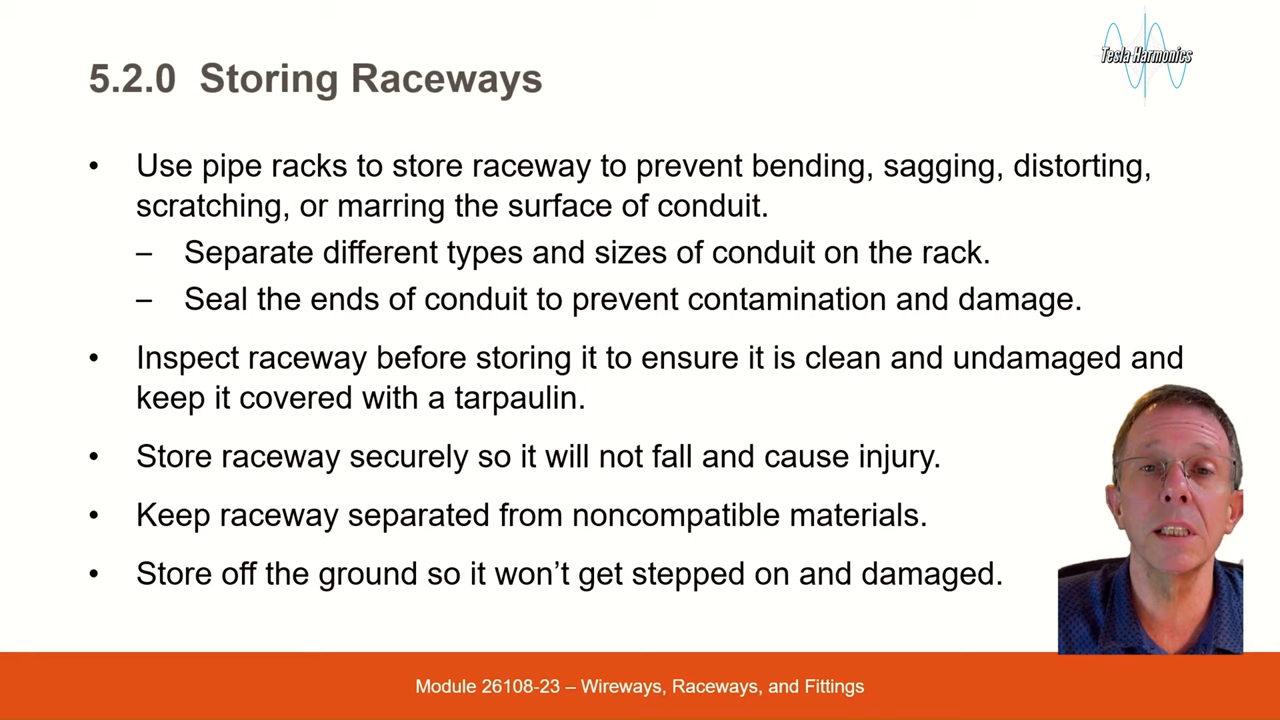 Tesla Harmonics
5.2.0 Storing Raceways
• Use pipe racks to store raceway to prevent bending, sagging, distorting,
scratching, or marring the surface of conduit.
– Separate different types and sizes of conduit on the rack.
– Seal the ends of conduit to prevent contamination and damage.
• Inspect raceway before storing it to ensure it is clean and undamaged and
keep it covered with a tarpaulin.
• Store raceway securely so it will not fall and cause injury.
• Keep raceway separated from noncompatible materials.
• Store off the ground so it won’t get stepped on and damaged.
Module 26108-23 – Wireways, Raceways, and Fittings